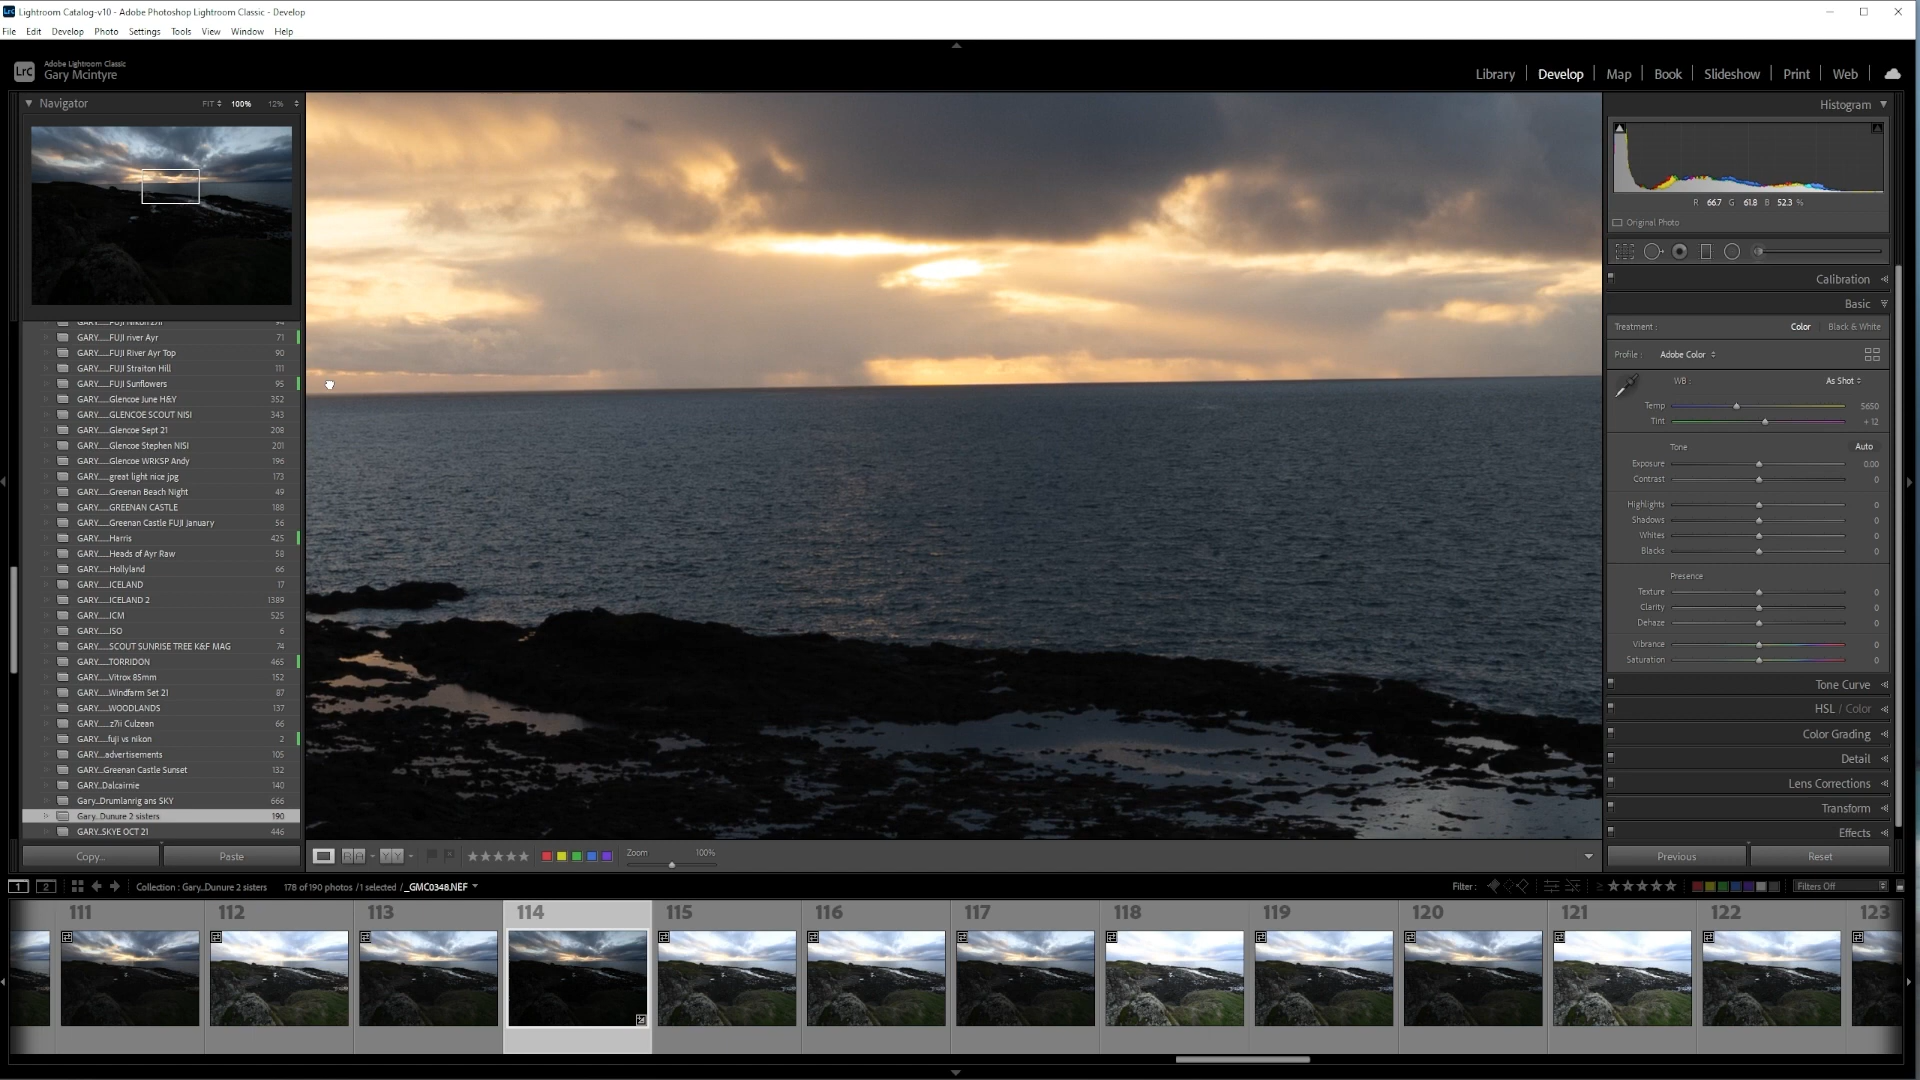 Lightroom Catalog-v10 - Adobe Photoshop Lightroom Classic - Develop
File Edit Develop Photo Settings Tools View Window Help
LrC Adobe Lightroom Classic
Gary Mcintyre
Library Develop Map Book Slideshow Print Web
Navigator FIT 100% 12%
GARY......FUJI river Ayr 71
GARY......FUJI River Ayr Top 90
GARY......FUJI Straiton Hill 111
GARY......FUJI Sunflowers 95
GARY......Glencoe June H&Y 352
GARY......GLENCOE SCOUT NISI 343
GARY......Glencoe Sept 21 208
GARY......Glencoe Stephen NISI 201
GARY......Glencoe WRKSP Andy 196
GARY......great light nice jpg 173
GARY......Greenan Beach Night 49
GARY......GREENAN CASTLE 188
GARY......Greenan Castle FUJI January 56
GARY......Harris 425
GARY......Heads of Ayr Raw 58
GARY......Hollyland 66
GARY......ICELAND 17
GARY......ICELAND 2 1389
GARY......ICM 525
GARY......ISO 6
GARY......SCOUT SUNRISE TREE K&F MAG 74
GARY......TORRIDON 465
GARY......Vitrox 85mm 152
GARY......Windfarm Set 21 87
GARY......WOODLANDS 137
GARY......z7ii Culzean 66
GARY.....fuji vs nikon 2
GARY....advertisements 105
GARY...Greenan Castle Sunset 132
GARY..Dalcairnie 140
Gary..Drumlanrig ans SKY 666
Gary..Dunure 2 sisters 190
GARY..SKYE OCT 21 446
Copy... Paste
Zoom 100%
Histogram
R 66.7 G 61.8 B 52.3 %
Original Photo
Calibration
Basic
Treatment : Color Black & White
Profile : Adobe Color
WB : As Shot
Temp 5650
Tint + 12
Tone Auto
Exposure 0.00
Contrast 0
Highlights 0
Shadows 0
Whites 0
Blacks 0
Presence
Texture 0
Clarity 0
Dehaze 0
Vibrance 0
Saturation 0
Tone Curve
HSL / Color
Color Grading
Detail
Lens Corrections
Transform
Effects
Previous Reset
1 2 Collection : Gary..Dunure 2 sisters 178 of 190 photos / 1 selected / _GMC0348.NEF Filter : Filters Off
111 112 113 114 115 116 117 118 119 120 121 122 123